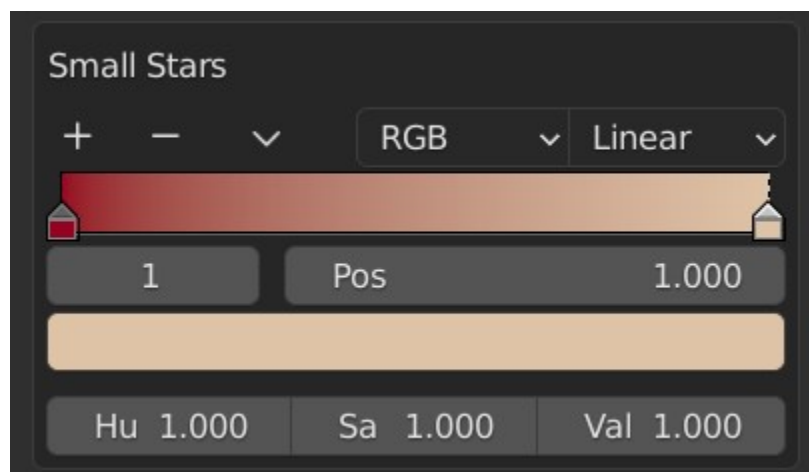 Small Stars
+ − RGB Linear
1 Pos 1.000
Hu 1.000 Sa 1.000 Val 1.000